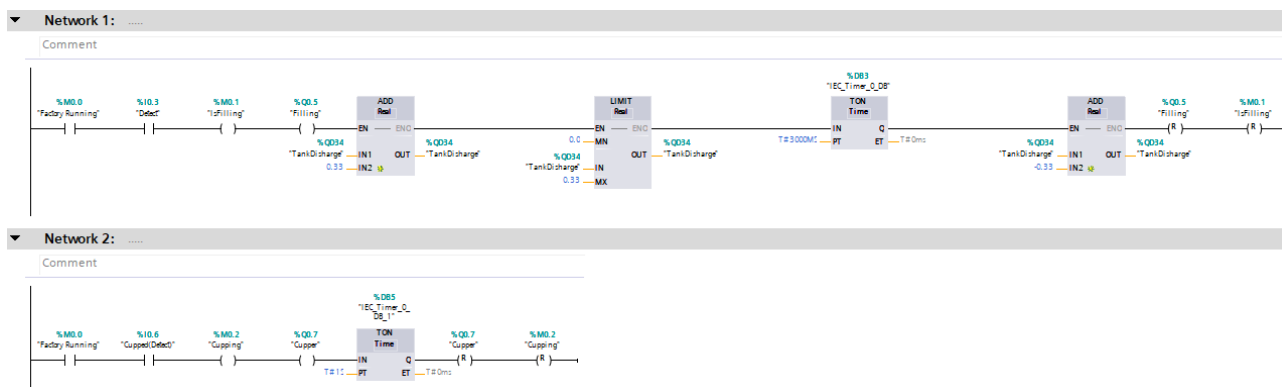 Network 1: .....
Comment
%M0.0
"Factory Running"
%I0.3
"Detect"
%M0.1
"IsFilling"
%Q0.5
"Filling"
ADD
Real
EN ENO
%QD34
"TankDisharge" IN1
0.33 IN2
%QD34
OUT "TankDisharge"
LIMIT
Real
EN ENO
0.0 MN
%QD34
"TankDisharge" IN
0.33 MX
%QD34
OUT "TankDisharge"
%DB3
"IEC_Timer_0_DB"
TON
Time
IN Q
T#3000MS PT ET T#0ms
ADD
Real
EN ENO
%QD34
"TankDisharge" IN1
-0.33 IN2
%QD34
OUT "TankDisharge"
%Q0.5
"Filling"
R
%M0.1
"IsFilling"
R
Network 2: .....
Comment
%M0.0
"Factory Running"
%I0.6
"Cupped(Detect)"
%M0.2
"Cupping"
%Q0.7
"Cupper"
%DB5
"IEC_Timer_0_
DB_1"
TON
Time
IN Q
T#1S PT ET T#0ms
%Q0.7
"Cupper"
R
%M0.2
"Cupping"
R